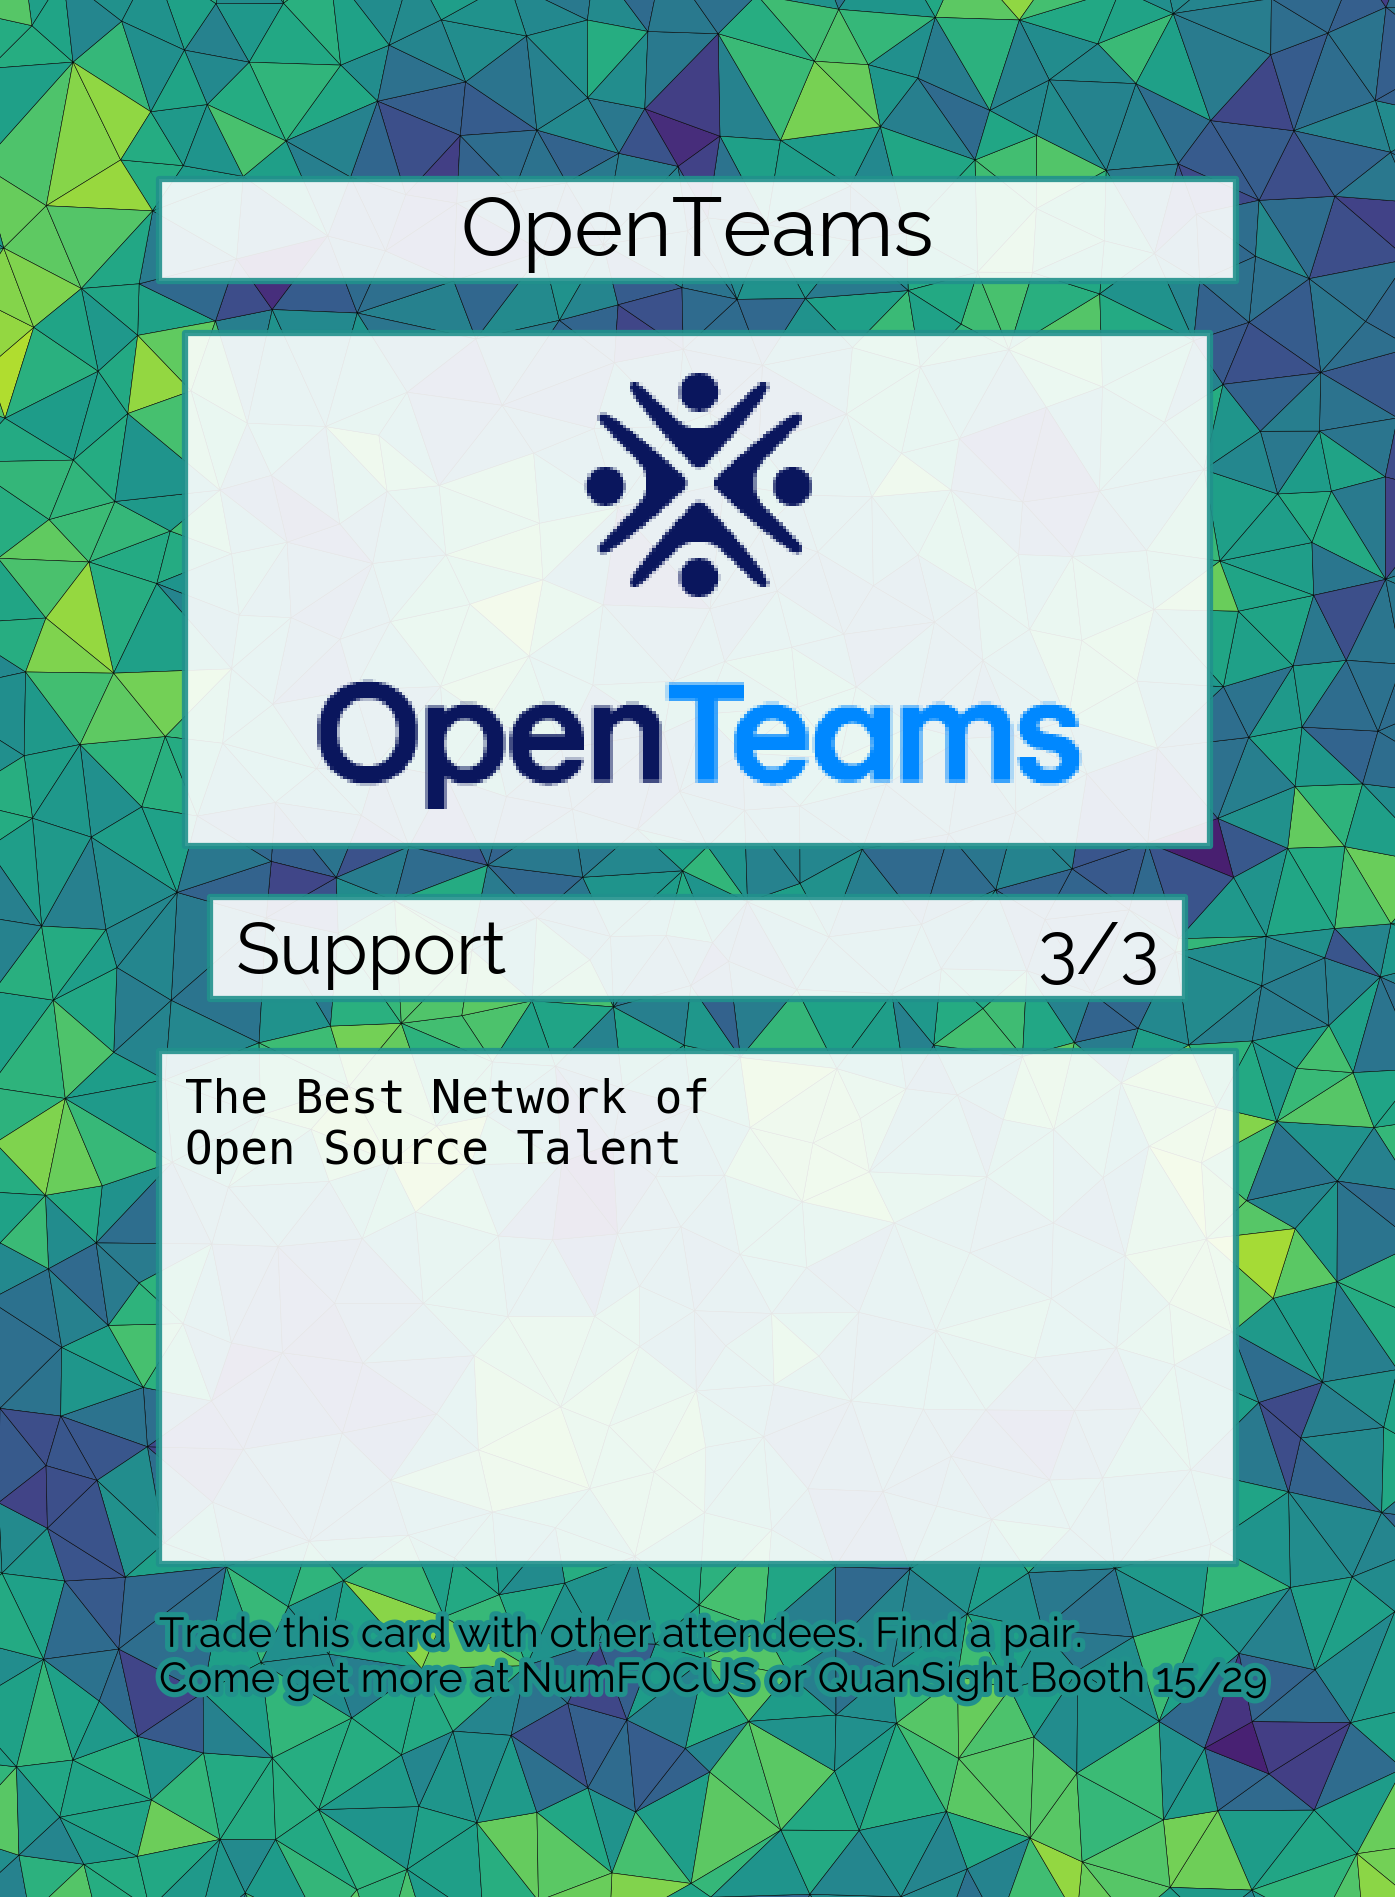 OpenTeams
OpenTeams
Support 3/3
The Best Network of
Open Source Talent
Trade this card with other attendees. Find a pair.
Come get more at NumFOCUS or QuanSight Booth 15/29